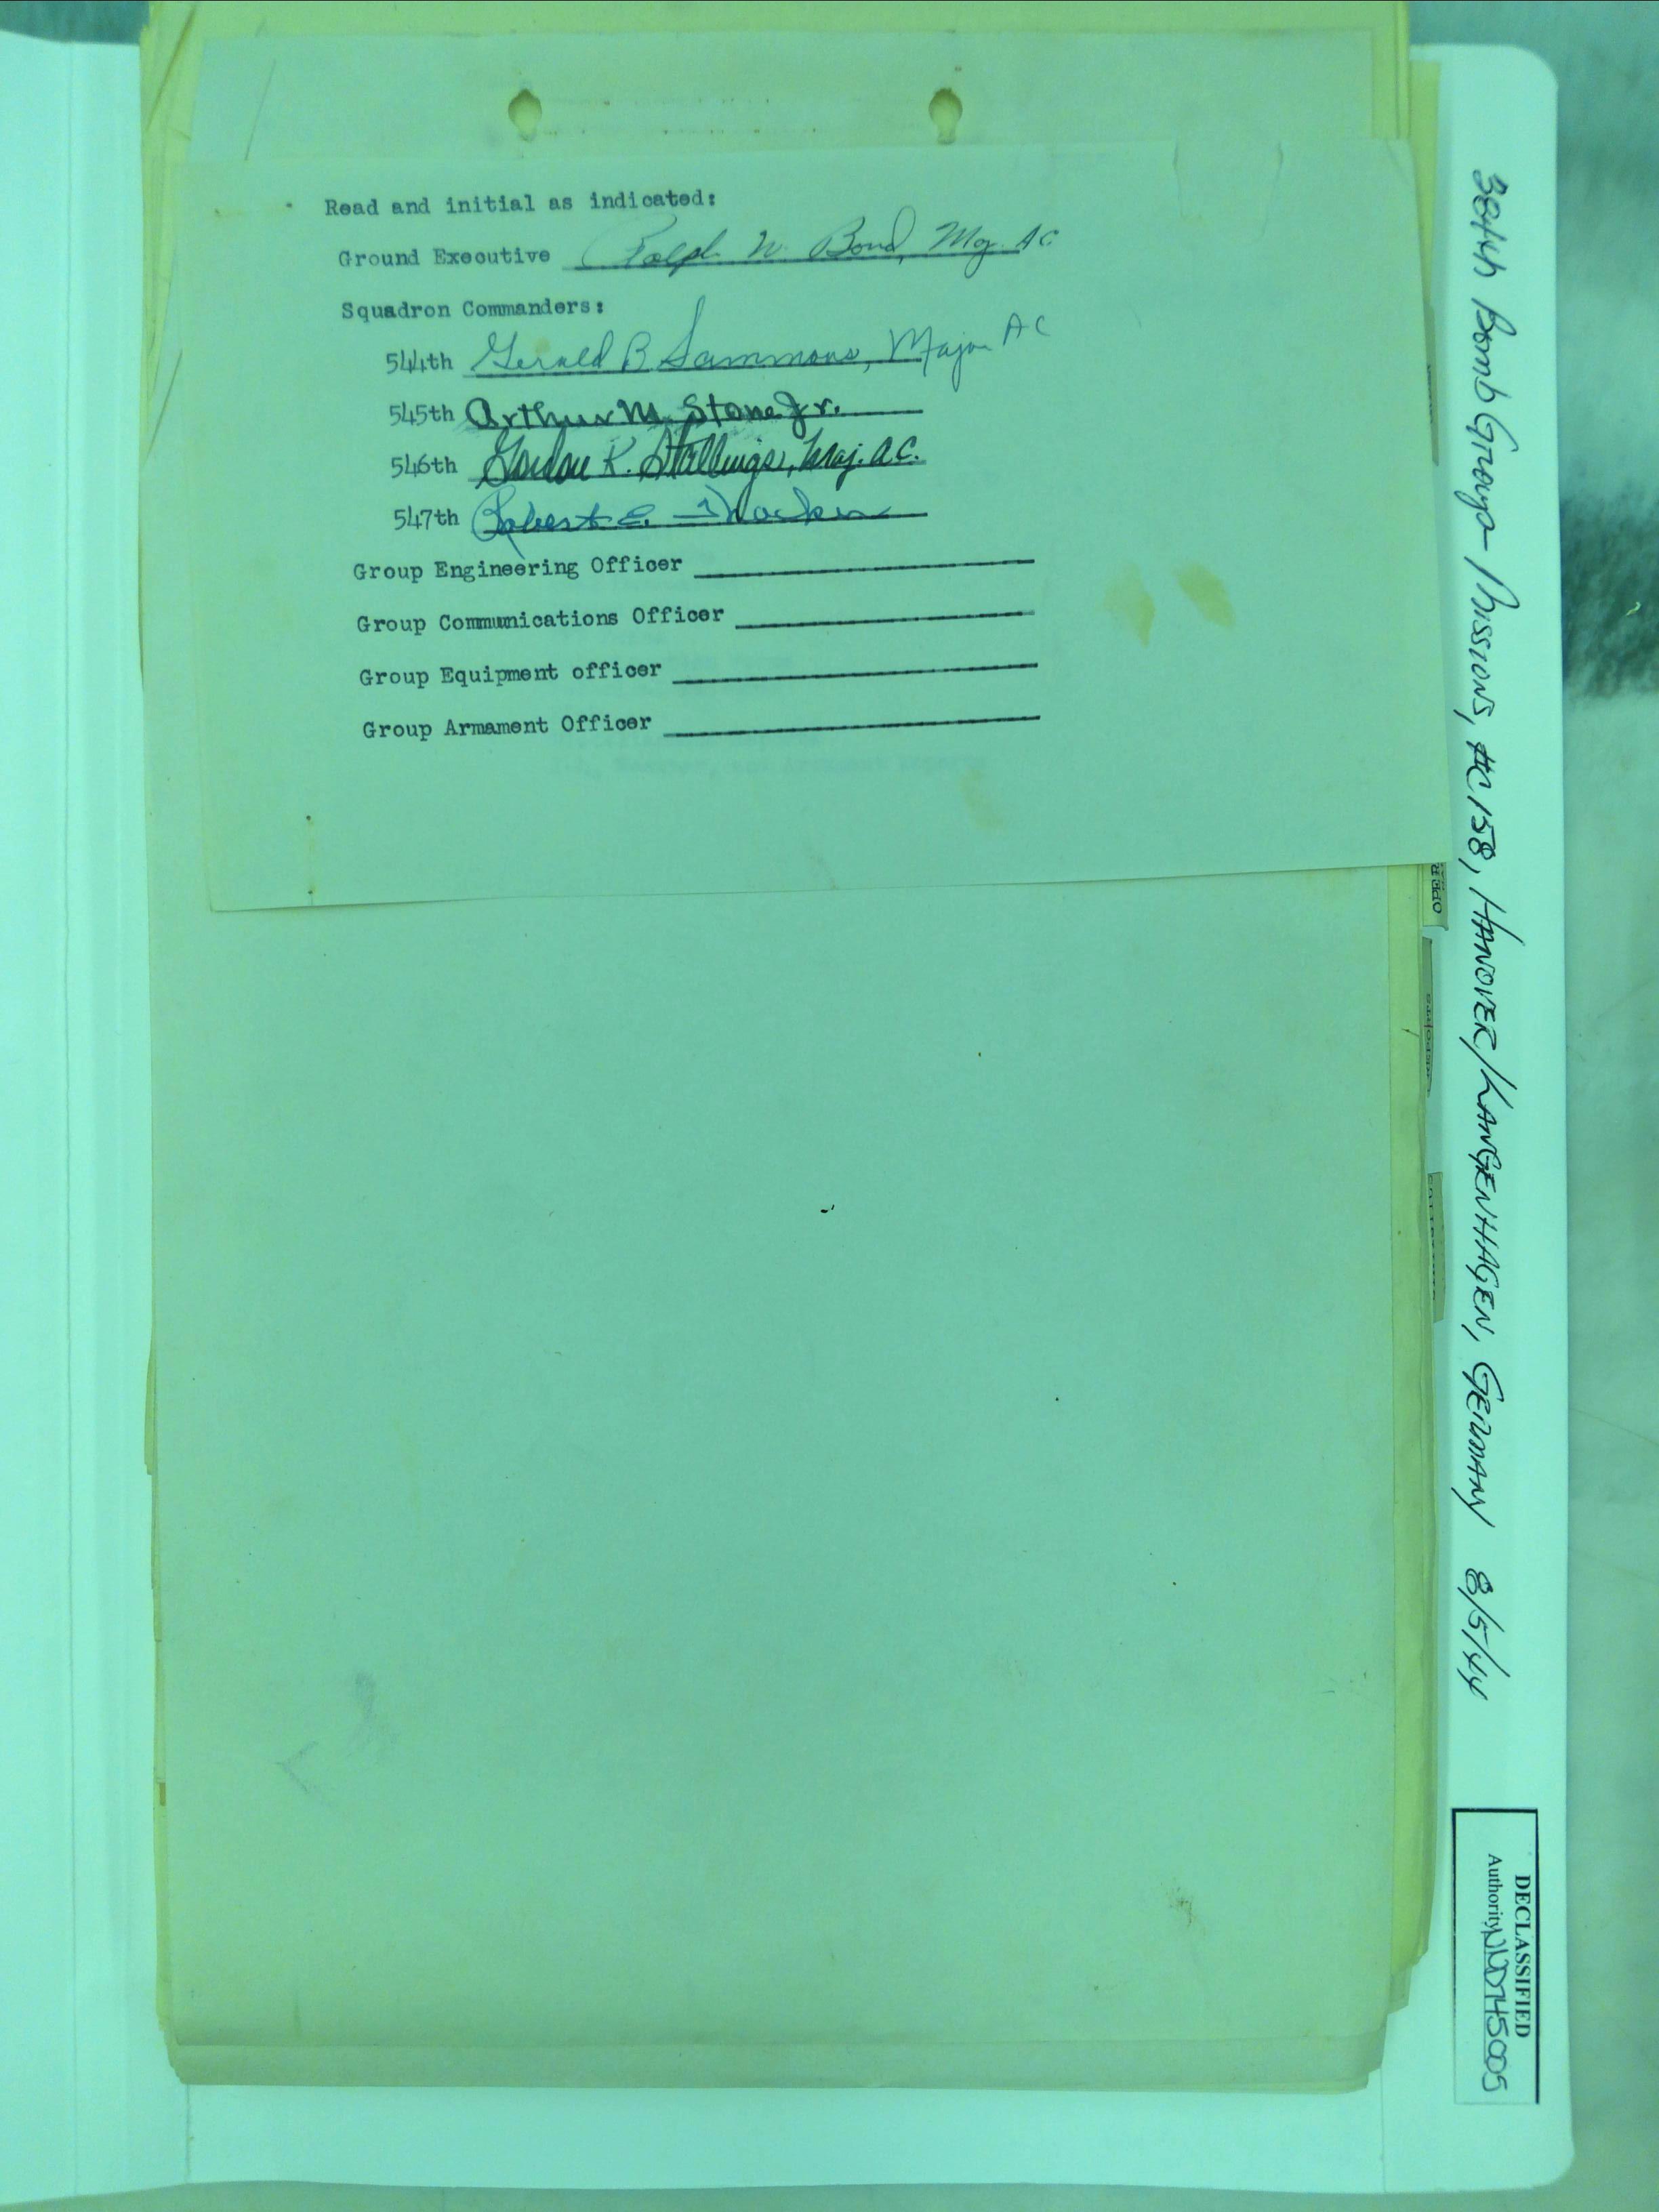 Read and initial as indicated:
Ground Executive Ralph W. Bond, Maj. AC
Squadron Commanders:
544th Gerald B Sammons, Major AC
545th Arthur M. Stone Jr.
546th Gordon K. Stallings, Maj. A.C.
547th Robert E. Thacker
Group Engineering Officer
Group Communications Officer
Group Equipment officer
Group Armament Officer
384th Bomb Group - Missions, #C158, HANOVER/LANGENHAGEN, GERMANY 8/5/44
DECLASSIFIED
Authority NND745005